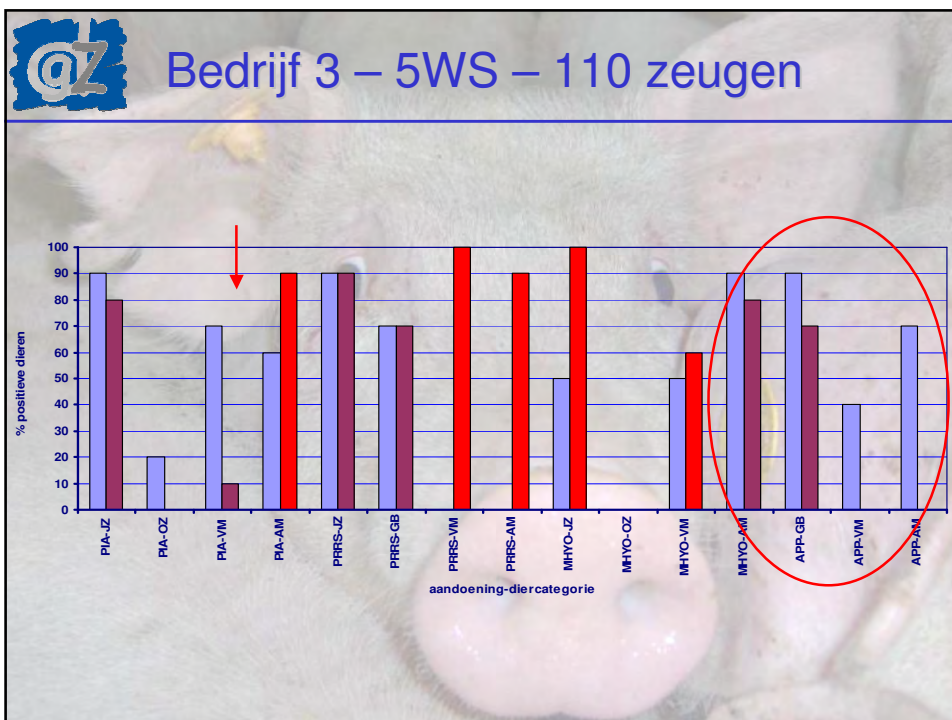 @Z
Bedrijf 3 – 5WS – 110 zeugen
% positieve dieren
100
90
80
70
60
50
40
30
20
10
0
PIA-JZ
PIA-OZ
PIA-VM
PIA-AM
PRRS-JZ
PRRS-GB
PRRS-VM
PRRS-AM
MHYO-JZ
MHYO-OZ
MHYO-VM
MHYO-AM
APP-GB
APP-VM
APP-AM
aandoening-diercategorie